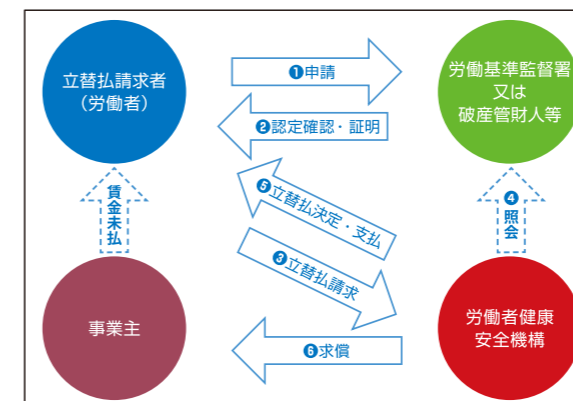 立替払請求者
（労働者）
❶申請
労働基準監督署
又は
破産管財人等
❷認定確認・証明
賃金未払
❺立替払決定・支払
❹照会
❸立替払請求
事業主
❻求償
労働者健康
安全機構